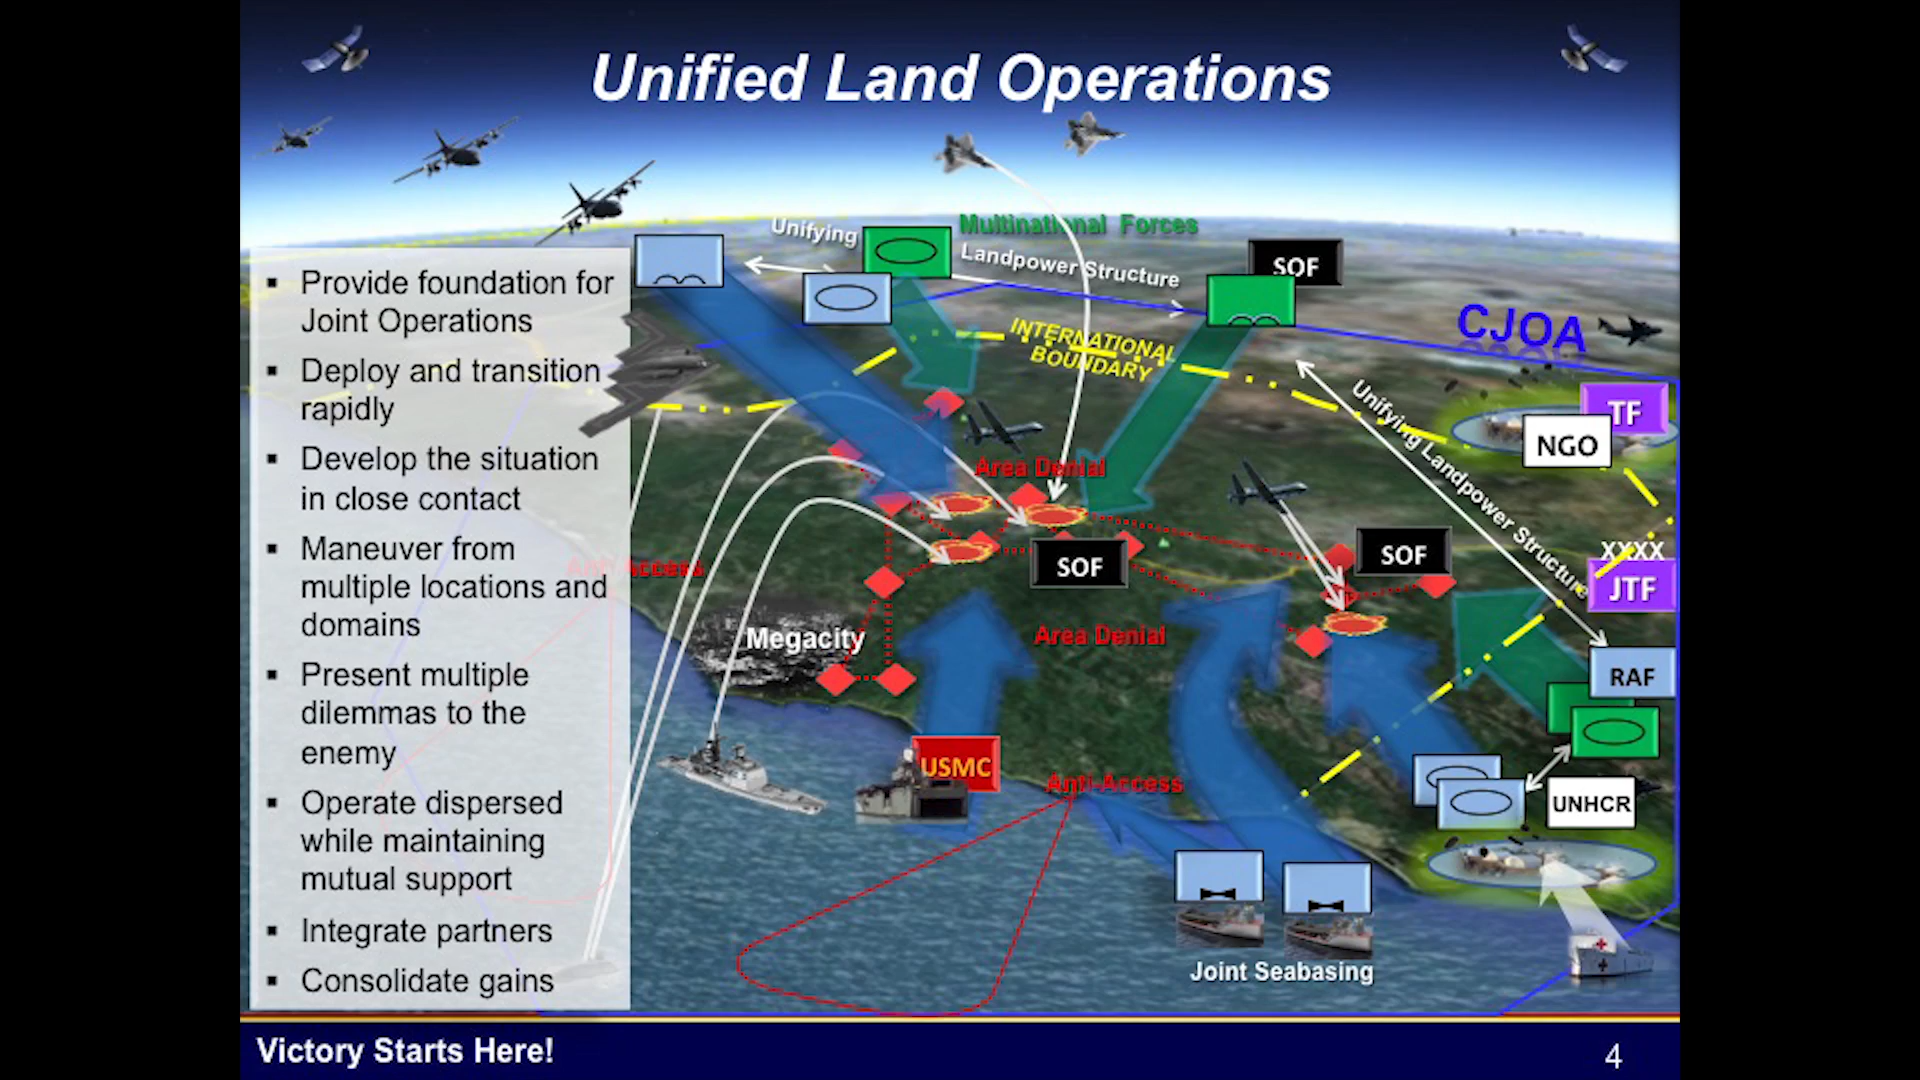 Unified Land Operations
Unifying
Multinational Forces
Landpower Structure
SOF
▪ Provide foundation for
Joint Operations
▪ Deploy and transition
rapidly
▪ Develop the situation
in close contact
▪ Maneuver from
multiple locations and
domains
▪ Present multiple
dilemmas to the
enemy
▪ Operate dispersed
while maintaining
mutual support
▪ Integrate partners
▪ Consolidate gains
INTERNATIONAL
BOUNDARY
CJOA
TF
NGO
Unifying Landpower Structure
Area Denial
SOF
SOF
XXXX
JTF
Anti-Access
Megacity
Area Denial
RAF
USMC
Anti-Access
UNHCR
Joint Seabasing
Victory Starts Here!
4